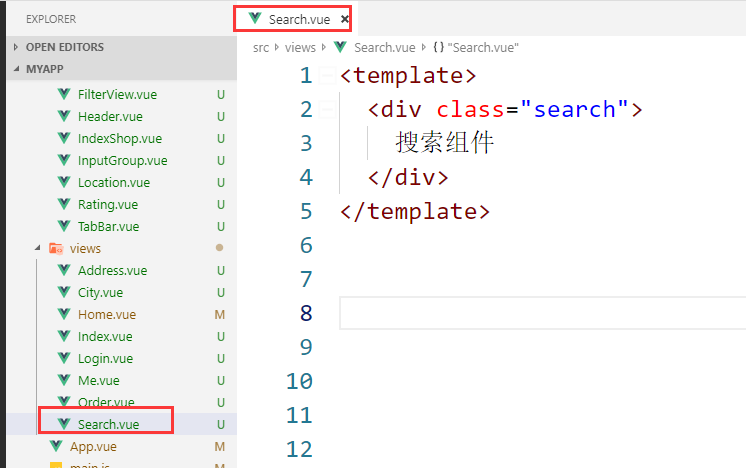 EXPLORER
OPEN EDITORS
MYAPP
FilterView.vue U
Header.vue U
IndexShop.vue U
InputGroup.vue U
Location.vue U
Rating.vue U
TabBar.vue U
views
Address.vue U
City.vue U
Home.vue M
Index.vue U
Login.vue U
Me.vue U
Order.vue U
Search.vue U
App.vue M
main.js
Search.vue ×
src › views › Search.vue › {} "Search.vue"
1 <template>
2 <div class="search">
3 搜索组件
4 </div>
5 </template>
6
7
8
9
10
11
12